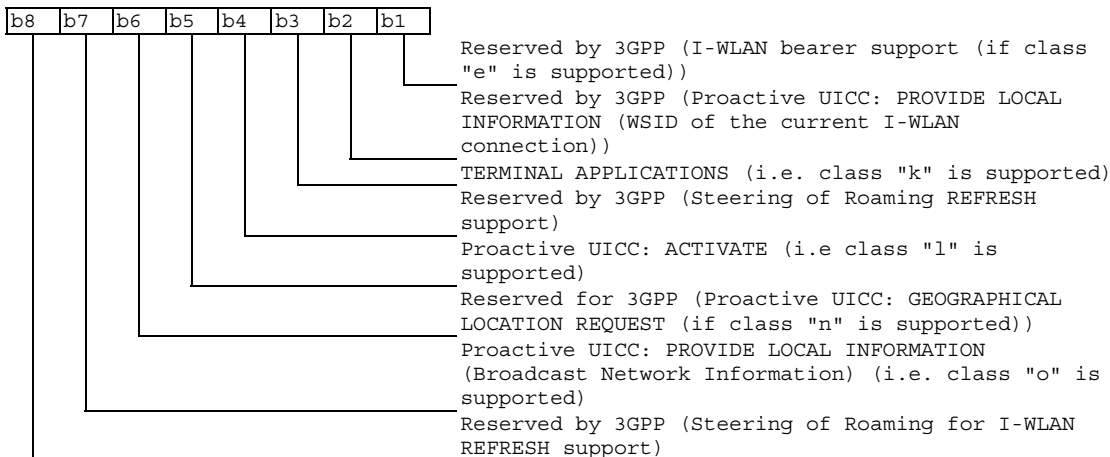 b8 b7 b6 b5 b4 b3 b2 b1
Reserved by 3GPP (I-WLAN bearer support (if class
"e" is supported))
Reserved by 3GPP (Proactive UICC: PROVIDE LOCAL
INFORMATION (WSID of the current I-WLAN
connection))
TERMINAL APPLICATIONS (i.e. class "k" is supported)
Reserved by 3GPP (Steering of Roaming REFRESH
support)
Proactive UICC: ACTIVATE (i.e class "l" is
supported)
Reserved for 3GPP (Proactive UICC: GEOGRAPHICAL
LOCATION REQUEST (if class "n" is supported))
Proactive UICC: PROVIDE LOCAL INFORMATION
(Broadcast Network Information) (i.e. class "o" is
supported)
Reserved by 3GPP (Steering of Roaming for I-WLAN
REFRESH support)